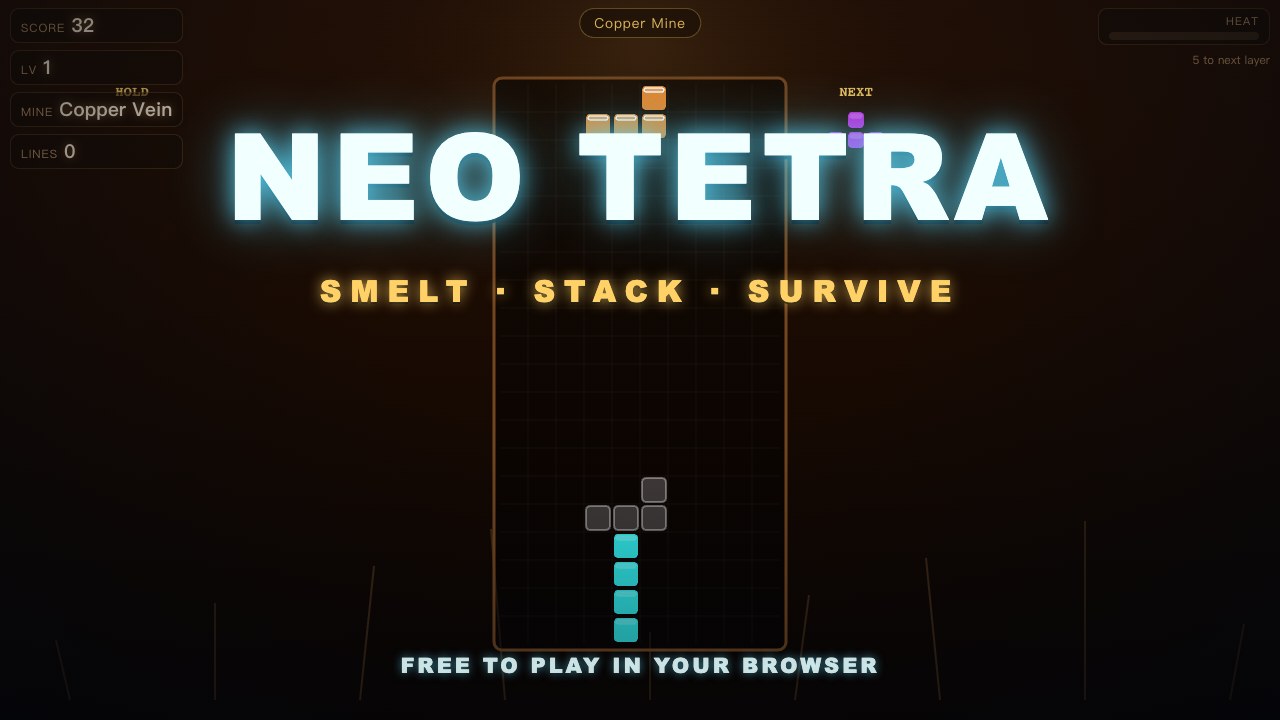 SCORE 32
Copper Mine
HEAT
LV 1
5 to next layer
HOLD
NEXT
MINE Copper Vein
LINES 0
NEO TETRA
SMELT · STACK · SURVIVE
FREE TO PLAY IN YOUR BROWSER